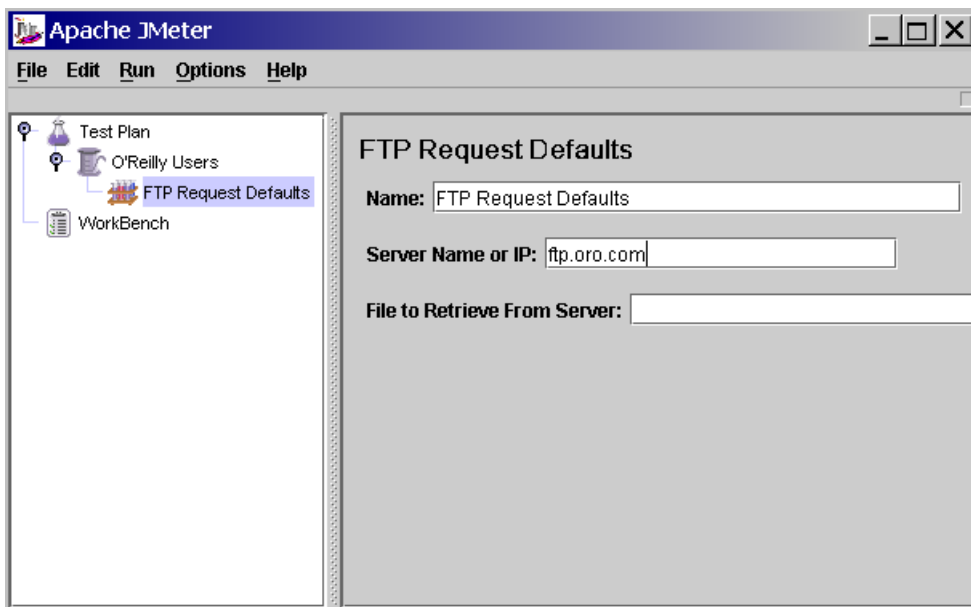 Apache JMeter
File Edit Run Options Help
Test Plan
O'Reilly Users
FTP Request Defaults
WorkBench
FTP Request Defaults
Name: FTP Request Defaults
Server Name or IP: ftp.oro.com
File to Retrieve From Server: